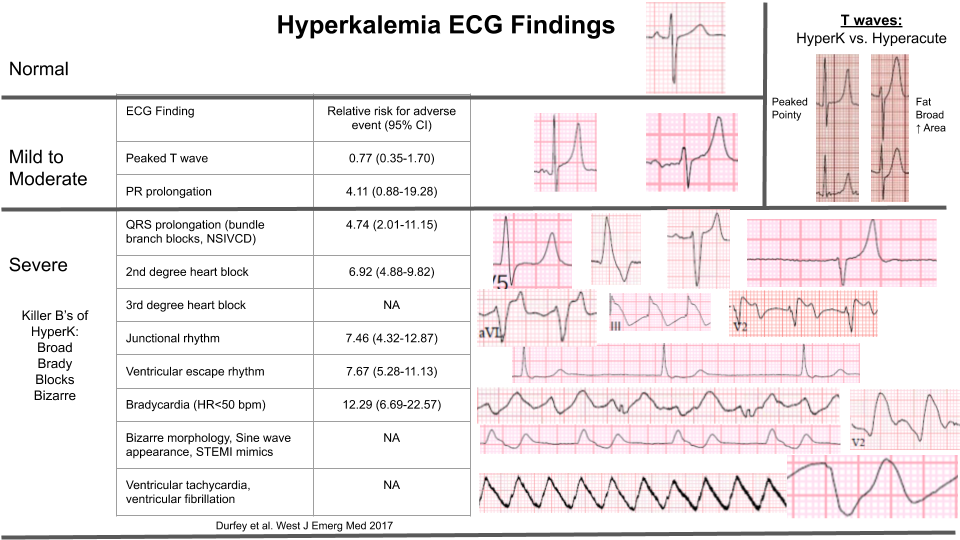 Hyperkalemia ECG Findings
T waves:
HyperK vs. Hyperacute
Peaked
Pointy
Fat
Broad
↑ Area
Normal
Mild to
Moderate
ECG Finding
Relative risk for adverse
event (95% CI)
Peaked T wave
0.77 (0.35-1.70)
PR prolongation
4.11 (0.88-19.28)
Severe
Killer B's of
HyperK:
Broad
Brady
Blocks
Bizarre
QRS prolongation (bundle
branch blocks, NSIVCD)
4.74 (2.01-11.15)
2nd degree heart block
6.92 (4.88-9.82)
3rd degree heart block
NA
Junctional rhythm
7.46 (4.32-12.87)
Ventricular escape rhythm
7.67 (5.28-11.13)
Bradycardia (HR<50 bpm)
12.29 (6.69-22.57)
Bizarre morphology, Sine wave
appearance, STEMI mimics
NA
Ventricular tachycardia,
ventricular fibrillation
NA
V5
aVL
III
V2
V2
Durfey et al. West J Emerg Med 2017